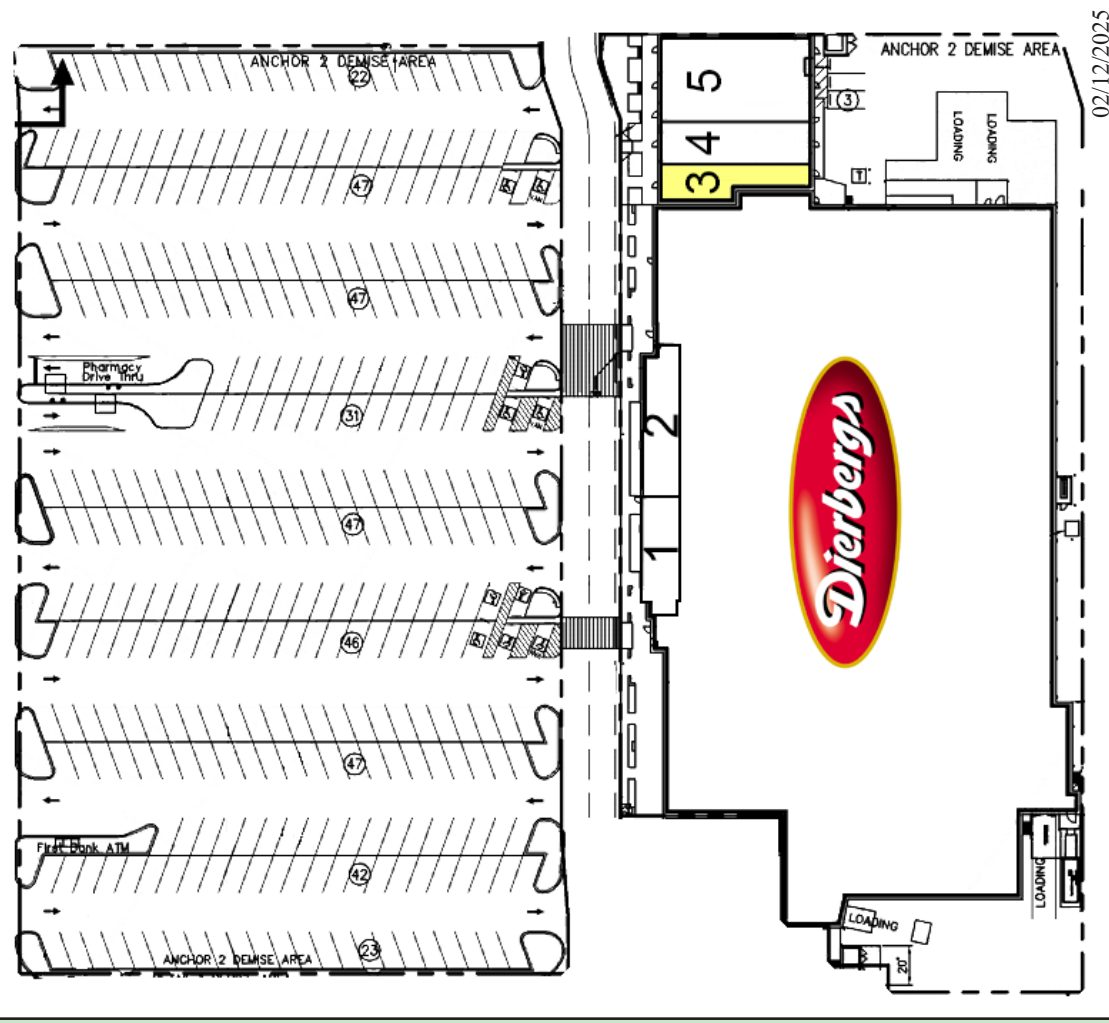 02/12/2025
ANCHOR 2 DEMISE AREA
22
ANCHOR 2 DEMISE AREA
5
3
LOADING
LOADING
4
T
3
47
47
Pharmacy
Drive Thru
31
2
Dierbergs
47
1
46
47
First Bank ATM
42
LOADING
LOADING
23
ANCHOR 2 DEMISE AREA
20'